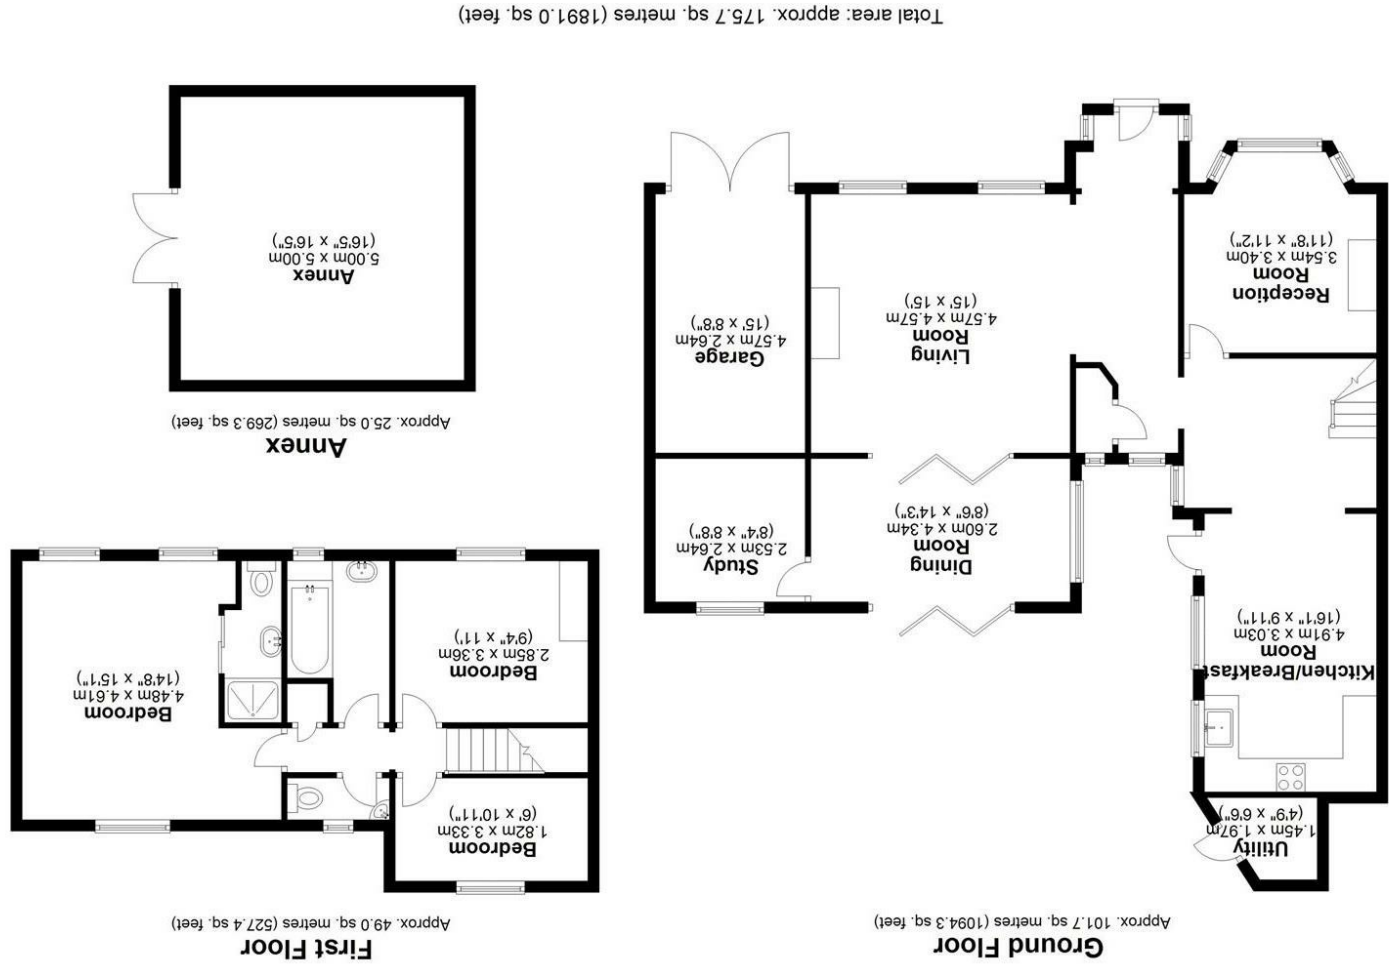 Ground Floor
Approx. 101.7 sq. metres (1094.3 sq. feet)
Utility
1.45m x 1.97m
(4'9" x 6'6")
Kitchen/Breakfast
Room
4.91m x 3.03m
(16'1" x 9'11")
Dining
Room
2.60m x 4.34m
(8'6" x 14'3")
Study
2.53m x 2.64m
(8'4" x 8'8")
Reception
Room
3.54m x 3.40m
(11'8" x 11'2")
Living
Room
4.57m x 4.57m
(15' x 15')
Garage
4.57m x 2.64m
(15' x 8'8")
First Floor
Approx. 49.0 sq. metres (527.4 sq. feet)
Bedroom
1.82m x 3.33m
(6' x 10'11")
Bedroom
2.85m x 3.36m
(9'4" x 11')
Bedroom
4.48m x 4.61m
(14'8" x 15'1")
Annex
Approx. 25.0 sq. metres (269.3 sq. feet)
Annex
5.00m x 5.00m
(16'5" x 16'5")
Total area: approx. 175.7 sq. metres (1891.0 sq. feet)